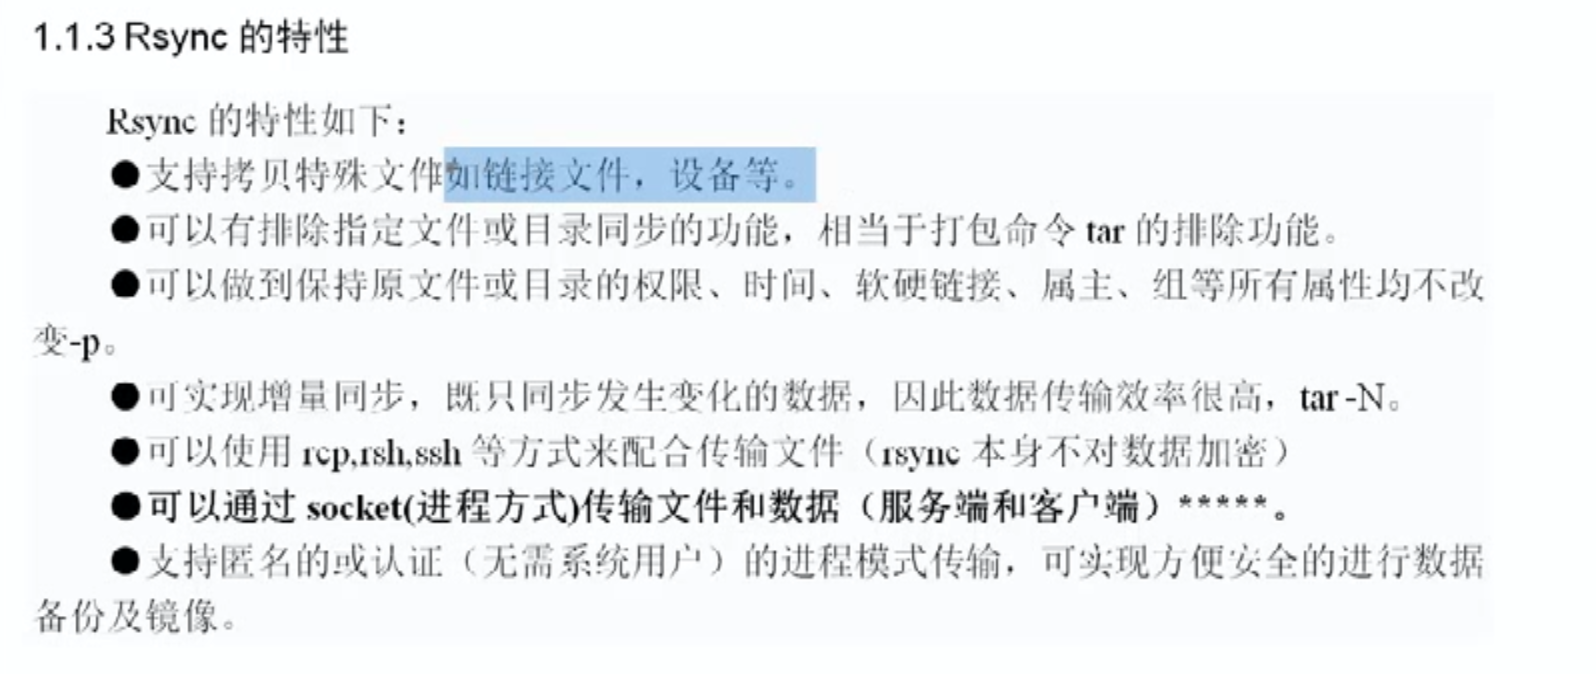 1.1.3 Rsync 的特性
Rsync 的特性如下：
●支持拷贝特殊文件如链接文件，设备等。
●可以有排除指定文件或目录同步的功能，相当于打包命令 tar 的排除功能。
●可以做到保持原文件或目录的权限、时间、软硬链接、属主、组等所有属性均不改
变-p。
●可实现增量同步，既只同步发生变化的数据，因此数据传输效率很高，tar -N。
●可以使用 rcp,rsh,ssh 等方式来配合传输文件（rsync 本身不对数据加密）
●可以通过 socket(进程方式)传输文件和数据（服务端和客户端）*****。
●支持匿名的或认证（无需系统用户）的进程模式传输，可实现方便安全的进行数据
备份及镜像。